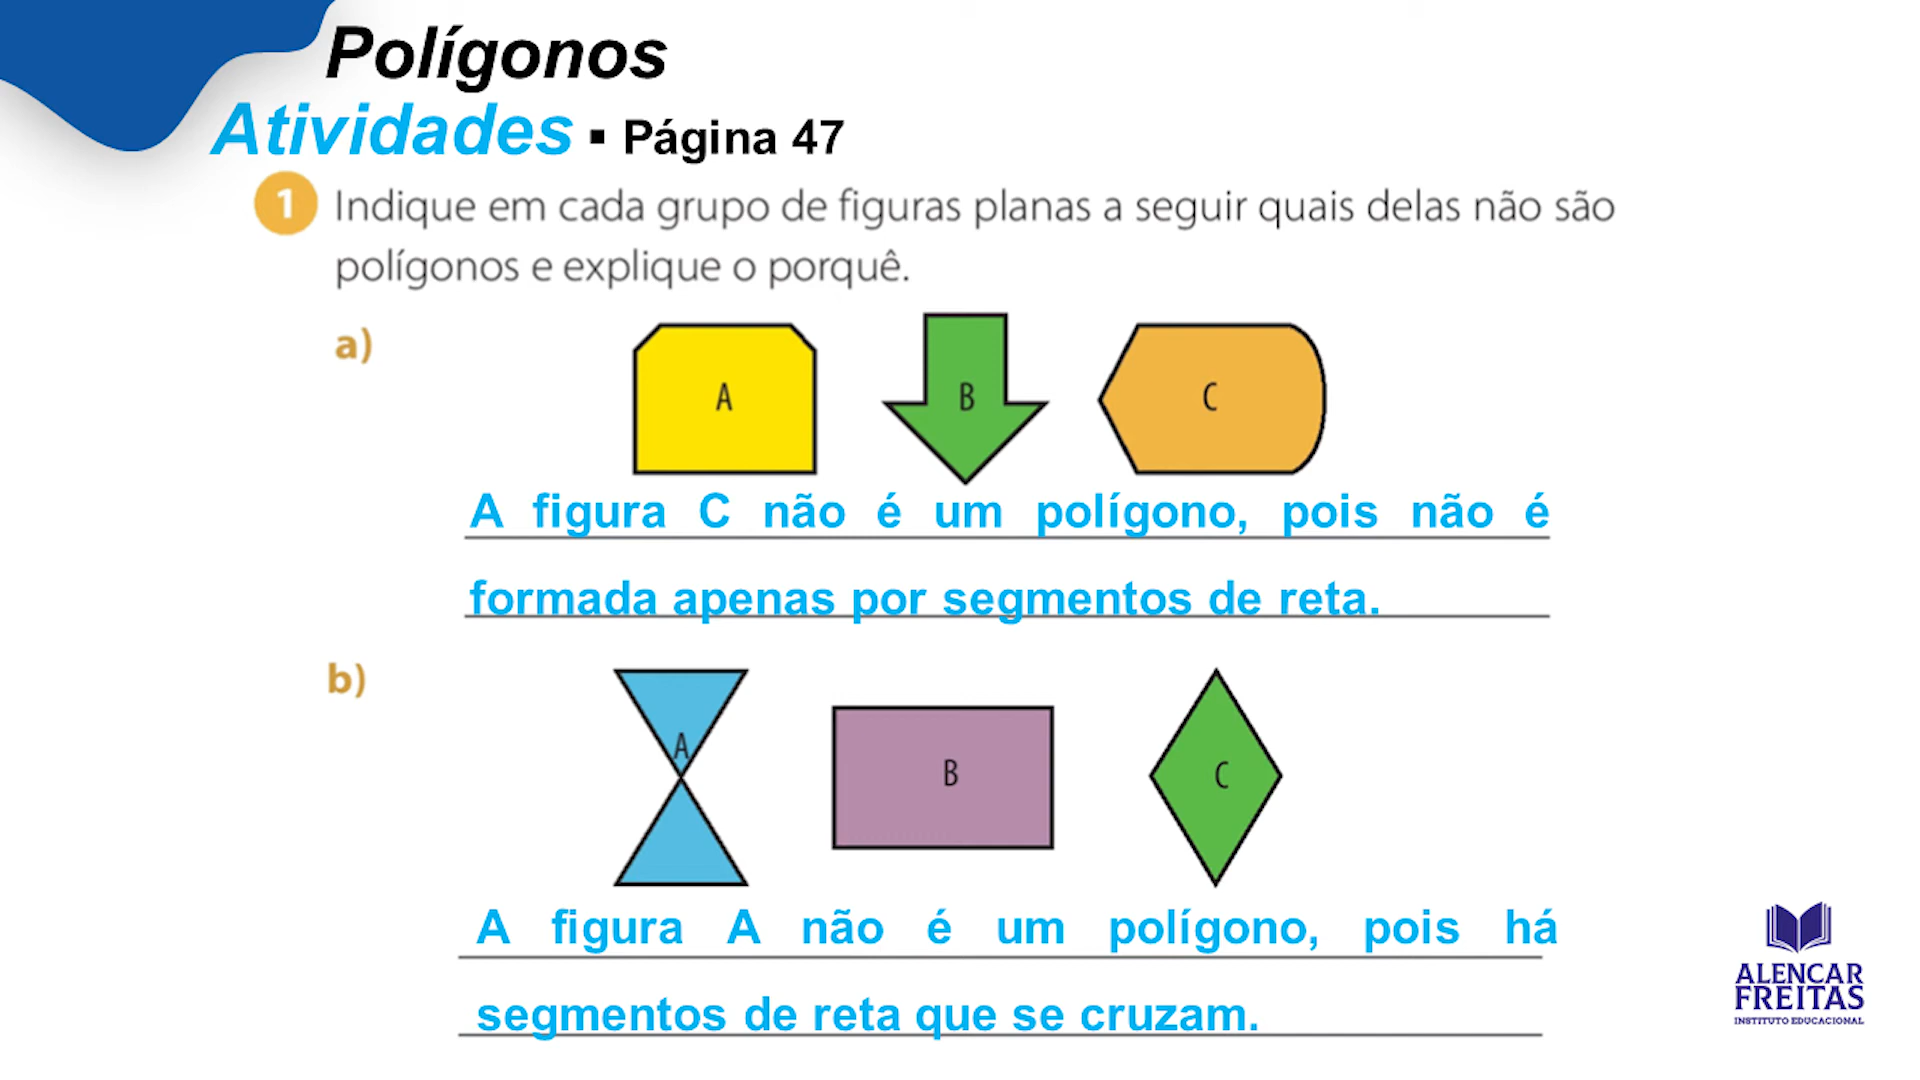 Polígonos
Atividades ▪ Página 47
1 Indique em cada grupo de figuras planas a seguir quais delas não são
polígonos e explique o porquê.
a)
A B C
A figura C não é um polígono, pois não é
formada apenas por segmentos de reta.
b)
A B C
A figura A não é um polígono, pois há
segmentos de reta que se cruzam.
ALENCAR
FREITAS
INSTITUTO EDUCACIONAL